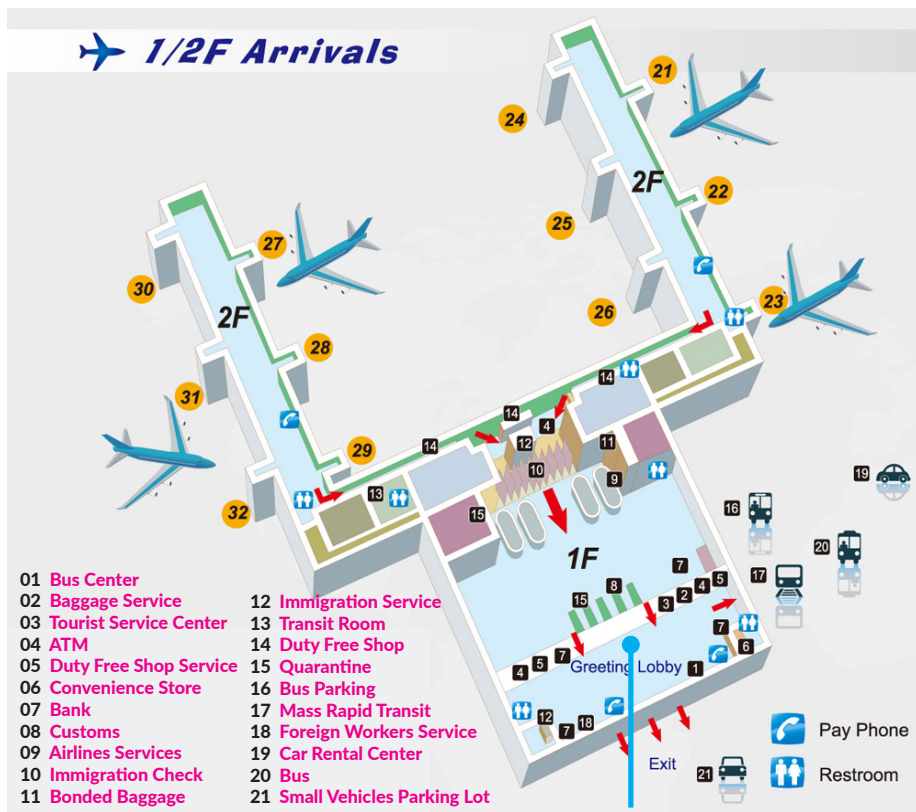 1/2F Arrivals
21
24
2F
22
25
27
23
30
26
2F
28
14
14
4
31
14
12
11
29
10
9
19
13
32
15
16
1F
20
7
17
8
5
15
4
2
3
7
6
7
5
4
Greeting Lobby
1
12
18
7
Exit
21
01 Bus Center
02 Baggage Service
03 Tourist Service Center
04 ATM
05 Duty Free Shop Service
06 Convenience Store
07 Bank
08 Customs
09 Airlines Services
10 Immigration Check
11 Bonded Baggage
12 Immigration Service
13 Transit Room
14 Duty Free Shop
15 Quarantine
16 Bus Parking
17 Mass Rapid Transit
18 Foreign Workers Service
19 Car Rental Center
20 Bus
21 Small Vehicles Parking Lot
Pay Phone
Restroom